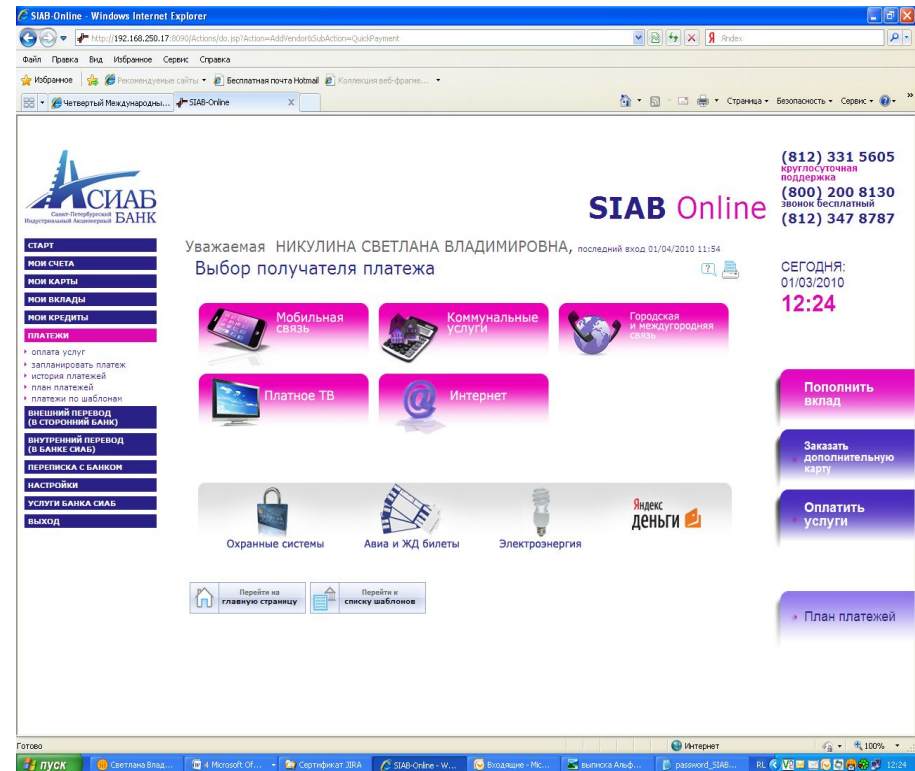 SIAB-Online - Windows Internet Explorer
http://192.168.250.17:8090/Actions/do.jsp?Action=AddVendor&SubAction=QuickPayment
Яndex
Файл Правка Вид Избранное Сервис Справка
Избранное Рекомендуемые сайты Бесплатная почта Hotmail Коллекция веб-фрагме...
Четвертый Международны... SIAB-Online X Страница Безопасность Сервис »
СИАБ
Санкт-Петербургский
Индустриальный Акционерный БАНК
SIAB Online
(812) 331 5605
круглосуточная
поддержка
(800) 200 8130
звонок бесплатный
(812) 347 8787
СТАРТ
МОИ СЧЕТА
МОИ КАРТЫ
МОИ ВКЛАДЫ
МОИ КРЕДИТЫ
ПЛАТЕЖИ
оплата услуг
запланировать платеж
история платежей
план платежей
платежи по шаблонам
ВНЕШНИЙ ПЕРЕВОД
(В СТОРОННИЙ БАНК)
ВНУТРЕННИЙ ПЕРЕВОД
(В БАНКЕ СИАБ)
ПЕРЕПИСКА С БАНКОМ
НАСТРОЙКИ
УСЛУГИ БАНКА СИАБ
ВЫХОД
Уважаемая НИКУЛИНА СВЕТЛАНА ВЛАДИМИРОВНА, последний вход 01/04/2010 11:54
Выбор получателя платежа
?
Мобильная
связь
Коммунальные
услуги
Городская
и междугородняя
связь
Платное ТВ
@
Интернет
Охранные системы
Авиа и ЖД билеты
Электроэнергия
Яндекс
деньги
Перейти на
главную страницу
Перейти к
списку шаблонов
СЕГОДНЯ:
01/03/2010
12:24
Пополнить
вклад
Заказать
дополнительную
карту
Оплатить
услуги
План платежей
Готово Интернет 100%
пуск Светлана Влад... 4 Microsoft Of... Сертификат JIRA SIAB-Online - W... Входящие - Mic... выписка Альф... password_SIAB... RL 12:24